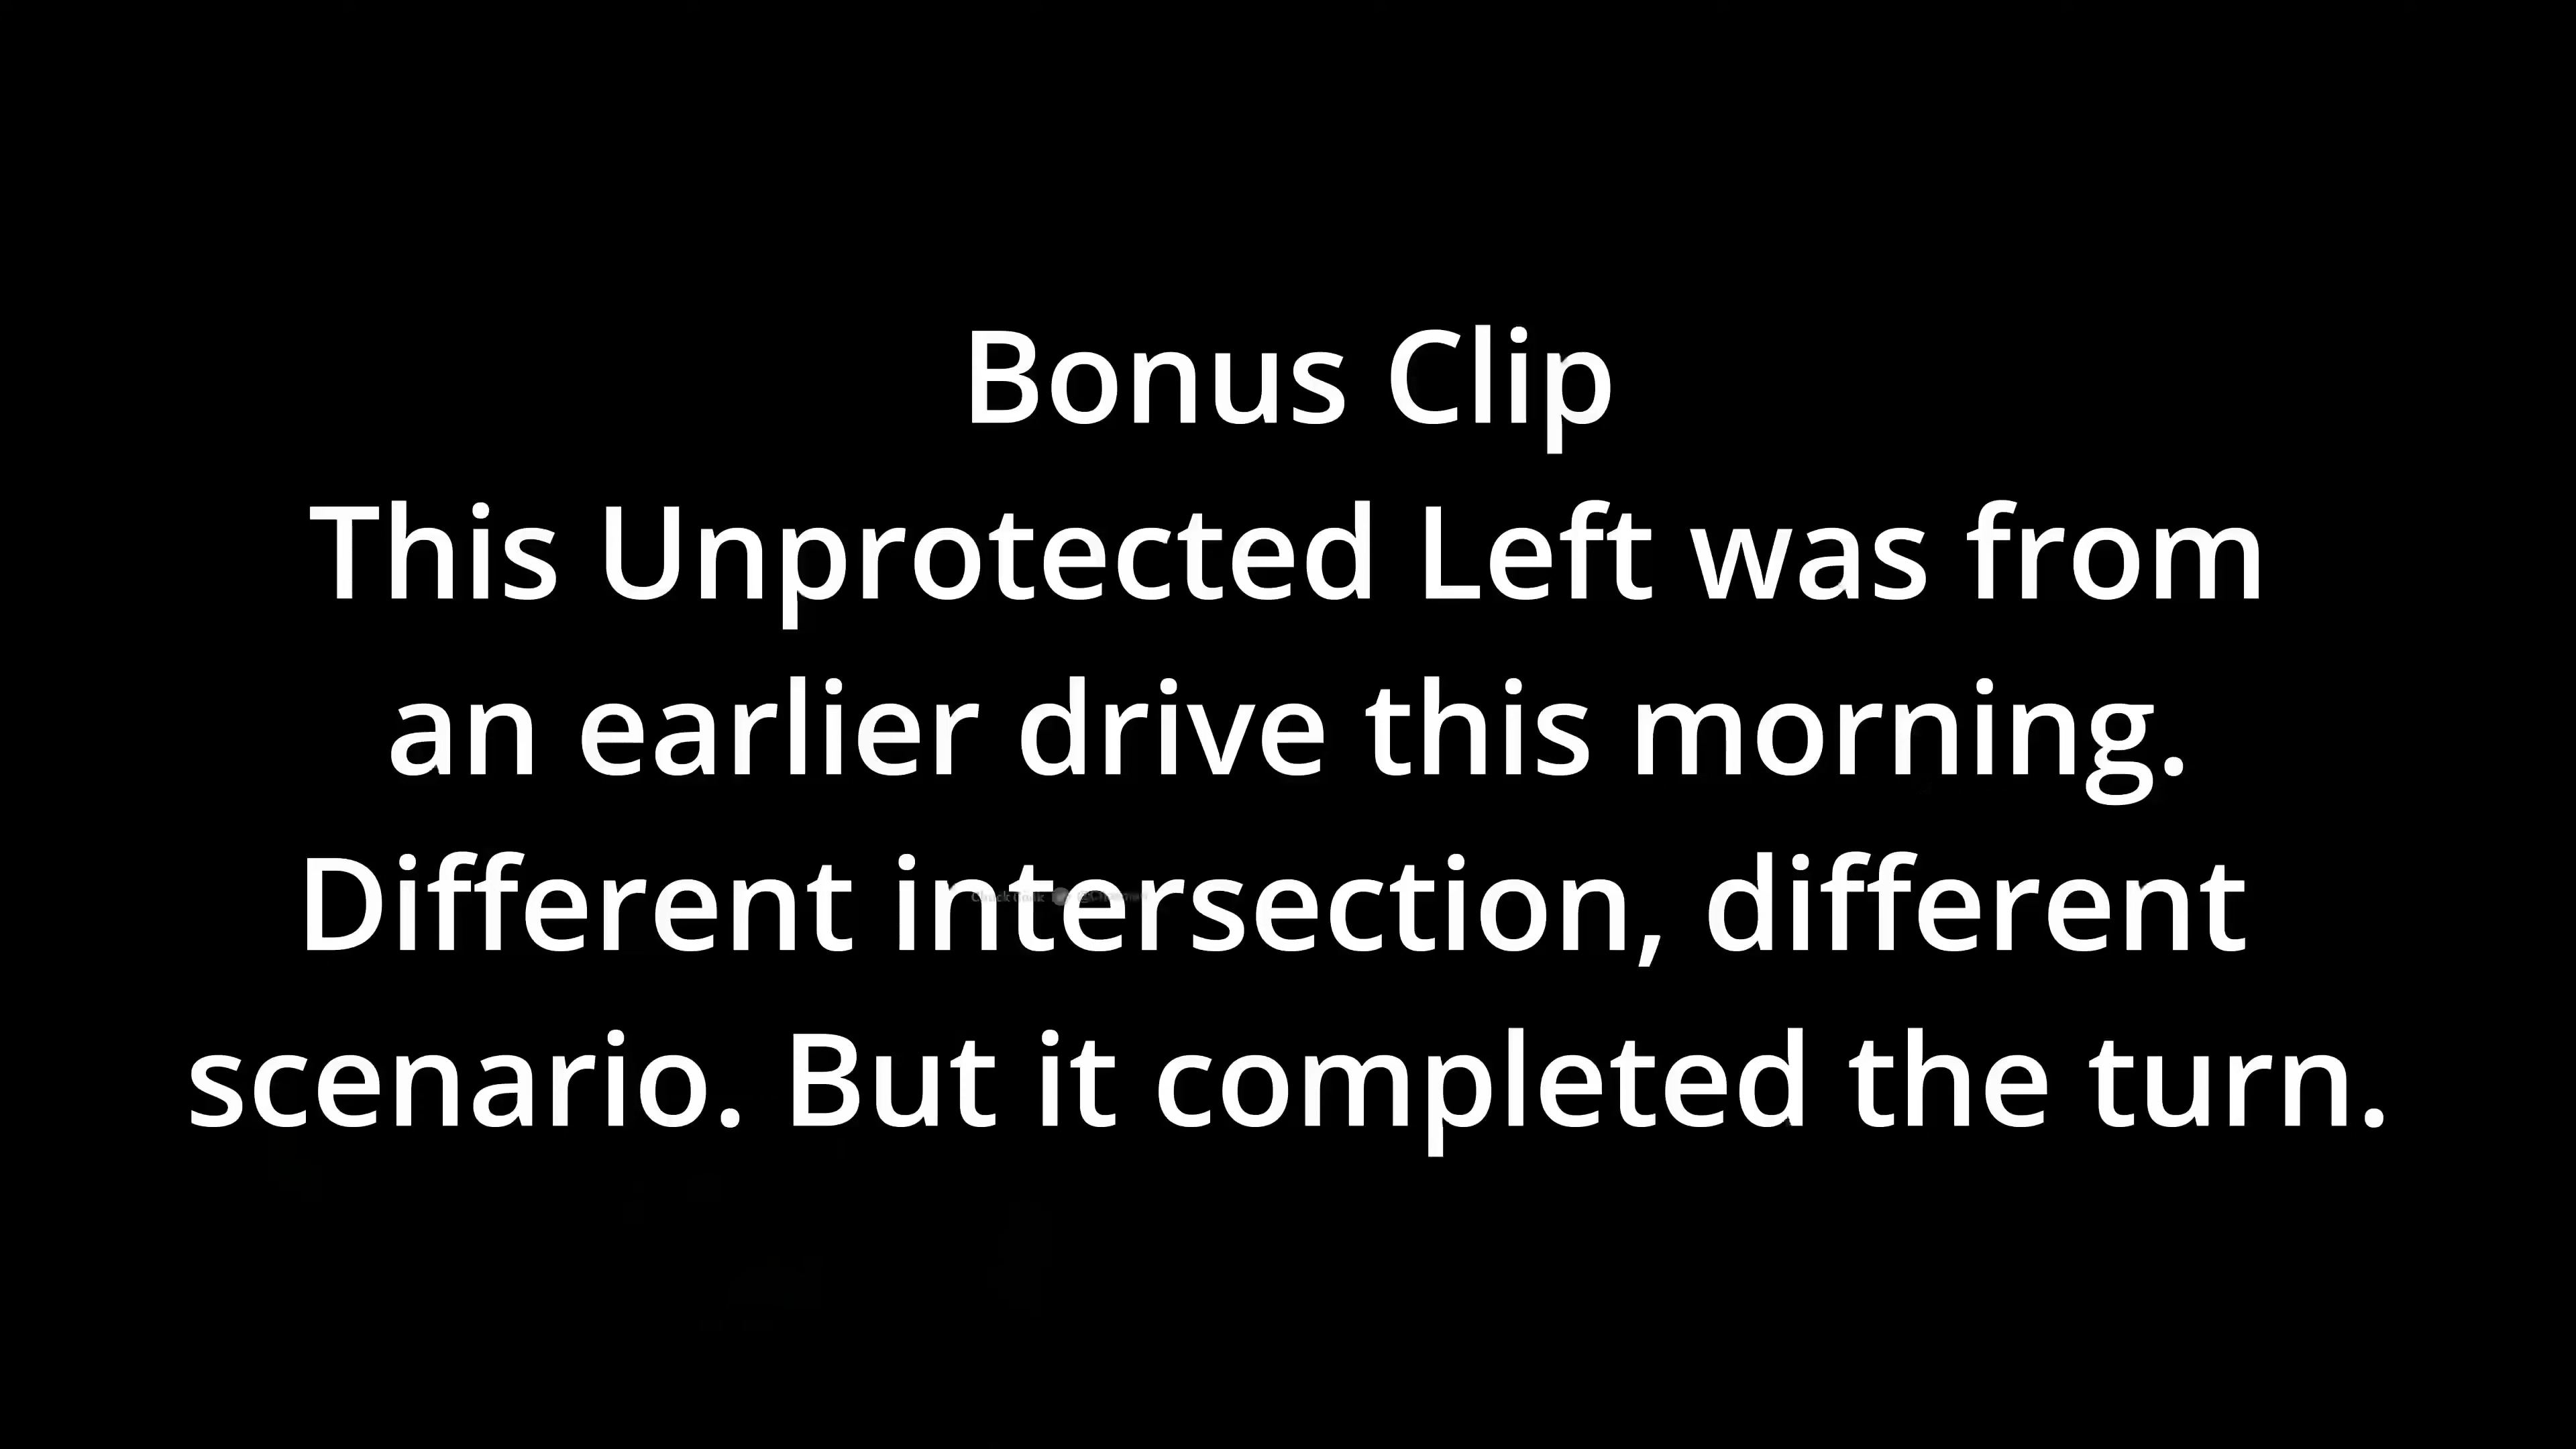 Bonus Clip
This Unprotected Left was from
an earlier drive this morning.
Different intersection, different
scenario. But it completed the turn.